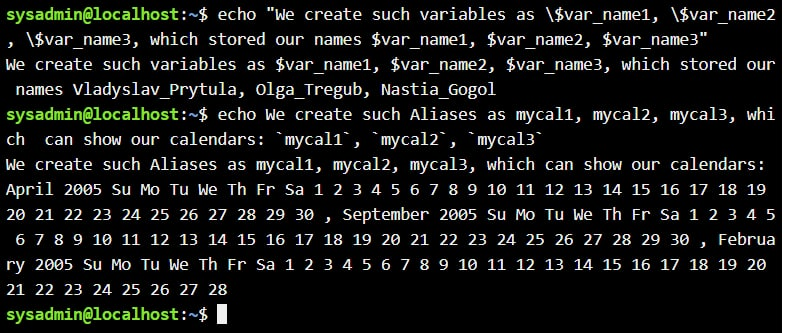 sysadmin@localhost:~$ echo "We create such variables as \$var_name1, \$var_name2
, \$var_name3, which stored our names $var_name1, $var_name2, $var_name3"
We create such variables as $var_name1, $var_name2, $var_name3, which stored our
 names Vladyslav_Prytula, Olga_Tregub, Nastia_Gogol
sysadmin@localhost:~$ echo We create such Aliases as mycal1, mycal2, mycal3, whi
ch  can show our calendars: `mycal1`, `mycal2`, `mycal3`
We create such Aliases as mycal1, mycal2, mycal3, which can show our calendars:
April 2005 Su Mo Tu We Th Fr Sa 1 2 3 4 5 6 7 8 9 10 11 12 13 14 15 16 17 18 19
20 21 22 23 24 25 26 27 28 29 30 , September 2005 Su Mo Tu We Th Fr Sa 1 2 3 4 5
 6 7 8 9 10 11 12 13 14 15 16 17 18 19 20 21 22 23 24 25 26 27 28 29 30 , Februa
ry 2005 Su Mo Tu We Th Fr Sa 1 2 3 4 5 6 7 8 9 10 11 12 13 14 15 16 17 18 19 20
21 22 23 24 25 26 27 28
sysadmin@localhost:~$